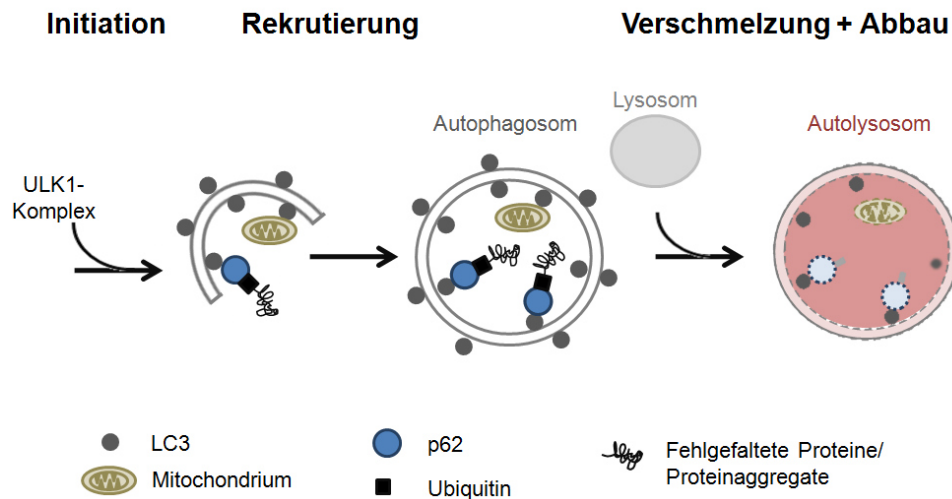 Initiation
Rekrutierung
Verschmelzung + Abbau
Lysosom
Autophagosom
Autolysosom
ULK1-
Komplex
LC3
Mitochondrium
p62
Ubiquitin
Fehlgefaltete Proteine/
Proteinaggregate